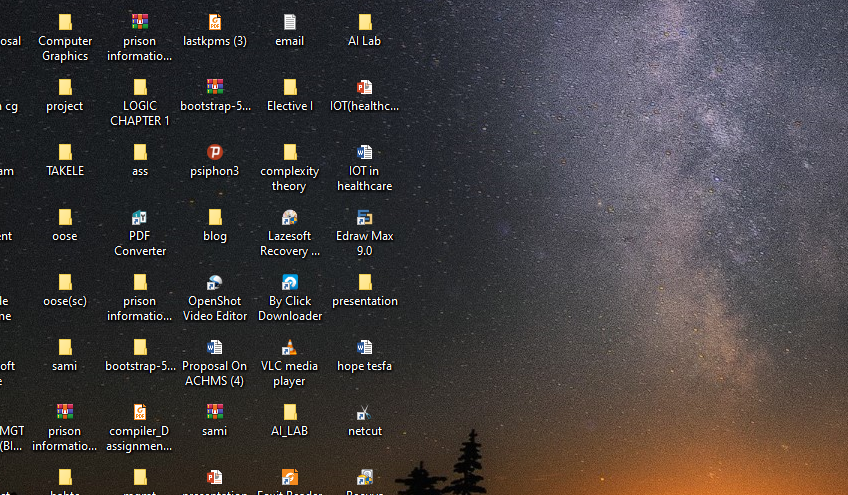 osal
Computer
Graphics
prison
informatio...
lastkpms (3)
email
AI Lab
cg
project
LOGIC
CHAPTER 1
bootstrap-5...
Elective I
IOT(healthc...
am
TAKELE
ass
psiphon3
complexity
theory
IOT in
healthcare
ent
oose
PDF
Converter
blog
Lazesoft
Recovery ...
Edraw Max
9.0
le
ne
oose(sc)
prison
informatio...
OpenShot
Video Editor
By Click
Downloader
presentation
oft
sami
bootstrap-5...
Proposal On
ACHMS (4)
VLC media
player
hope tesfa
MGT
(Bl...
prison
informatio...
compiler_D
assignmen...
sami
AI_LAB
netcut
presentation
Foxit Reader